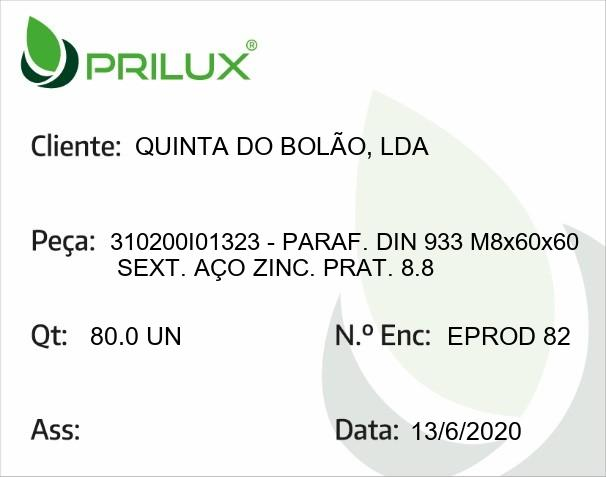 PRILUX®
Cliente: QUINTA DO BOLÃO, LDA
Peça: 310200I01323 - PARAF. DIN 933 M8x60x60
SEXT. AÇO ZINC. PRAT. 8.8
Qt: 80.0 UN N.º Enc: EPROD 82
Ass: Data: 13/6/2020